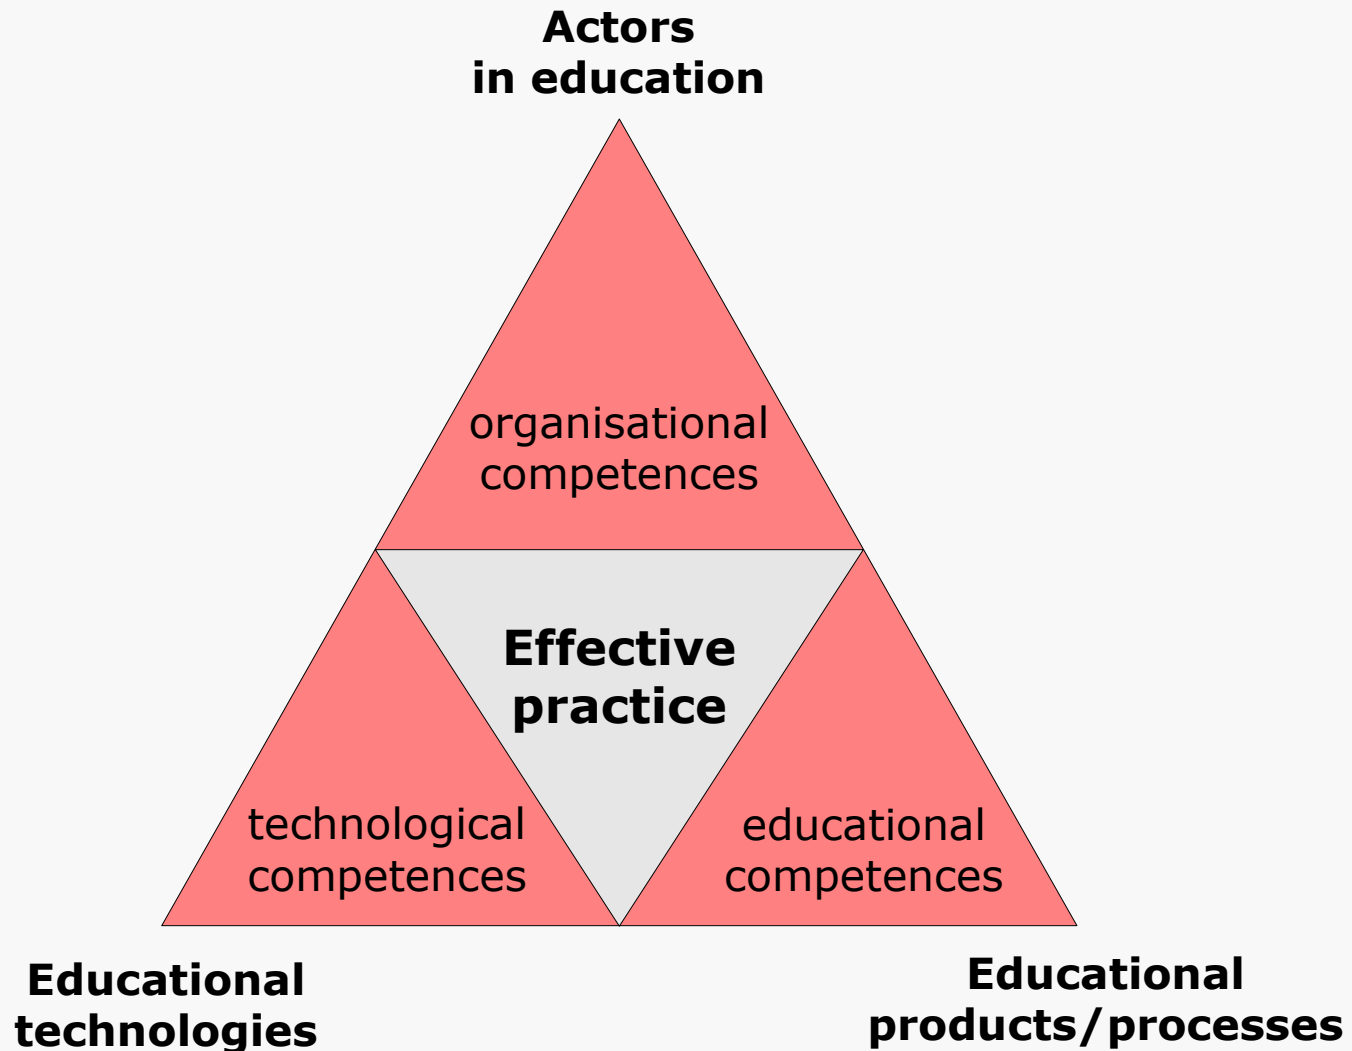 Actors
in education
organisational
competences
Effective
practice
technological
competences
educational
competences
Educational
technologies
Educational
products/processes